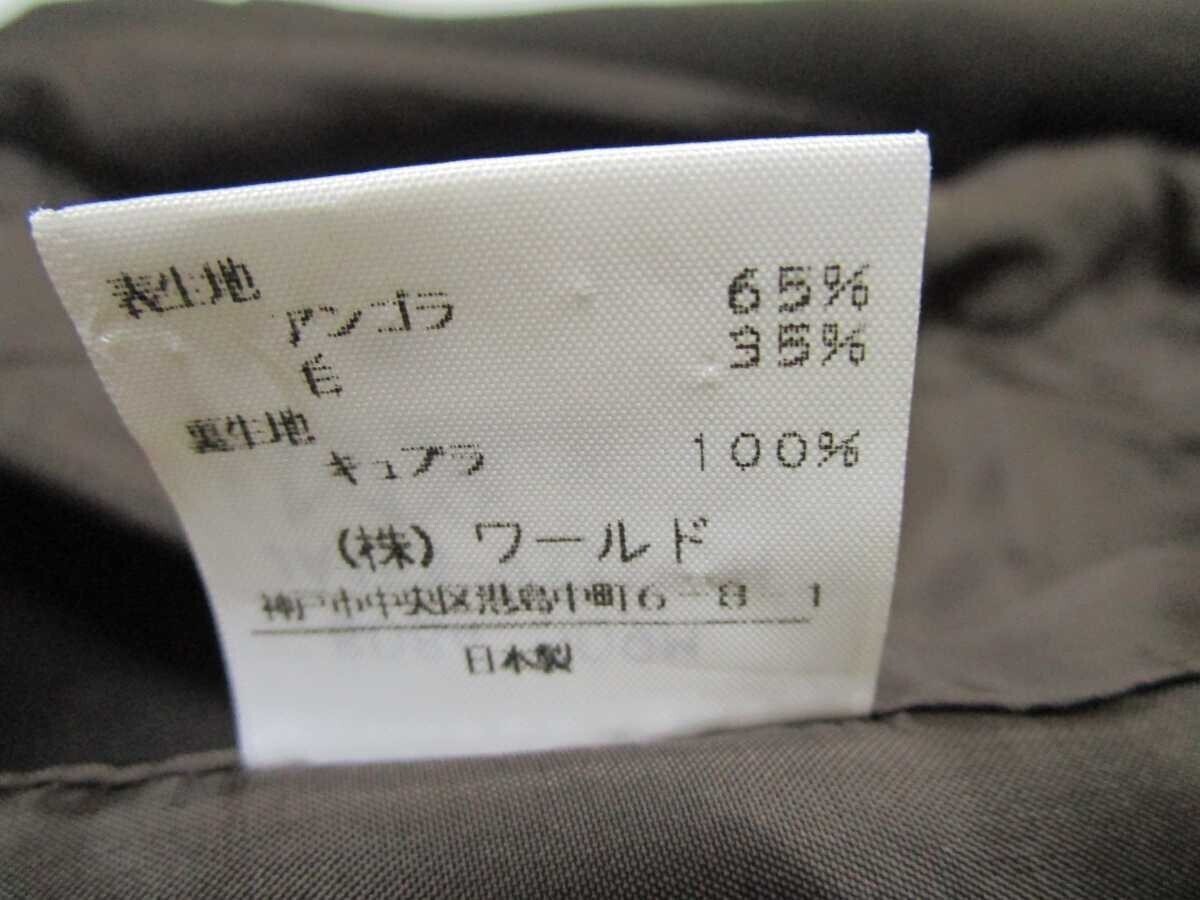 表生地
アンゴラ 65%
毛 35%
裏生地
キュプラ 100%
(株)ワールド
神戸市中央区港島中町6-8 1
日本製